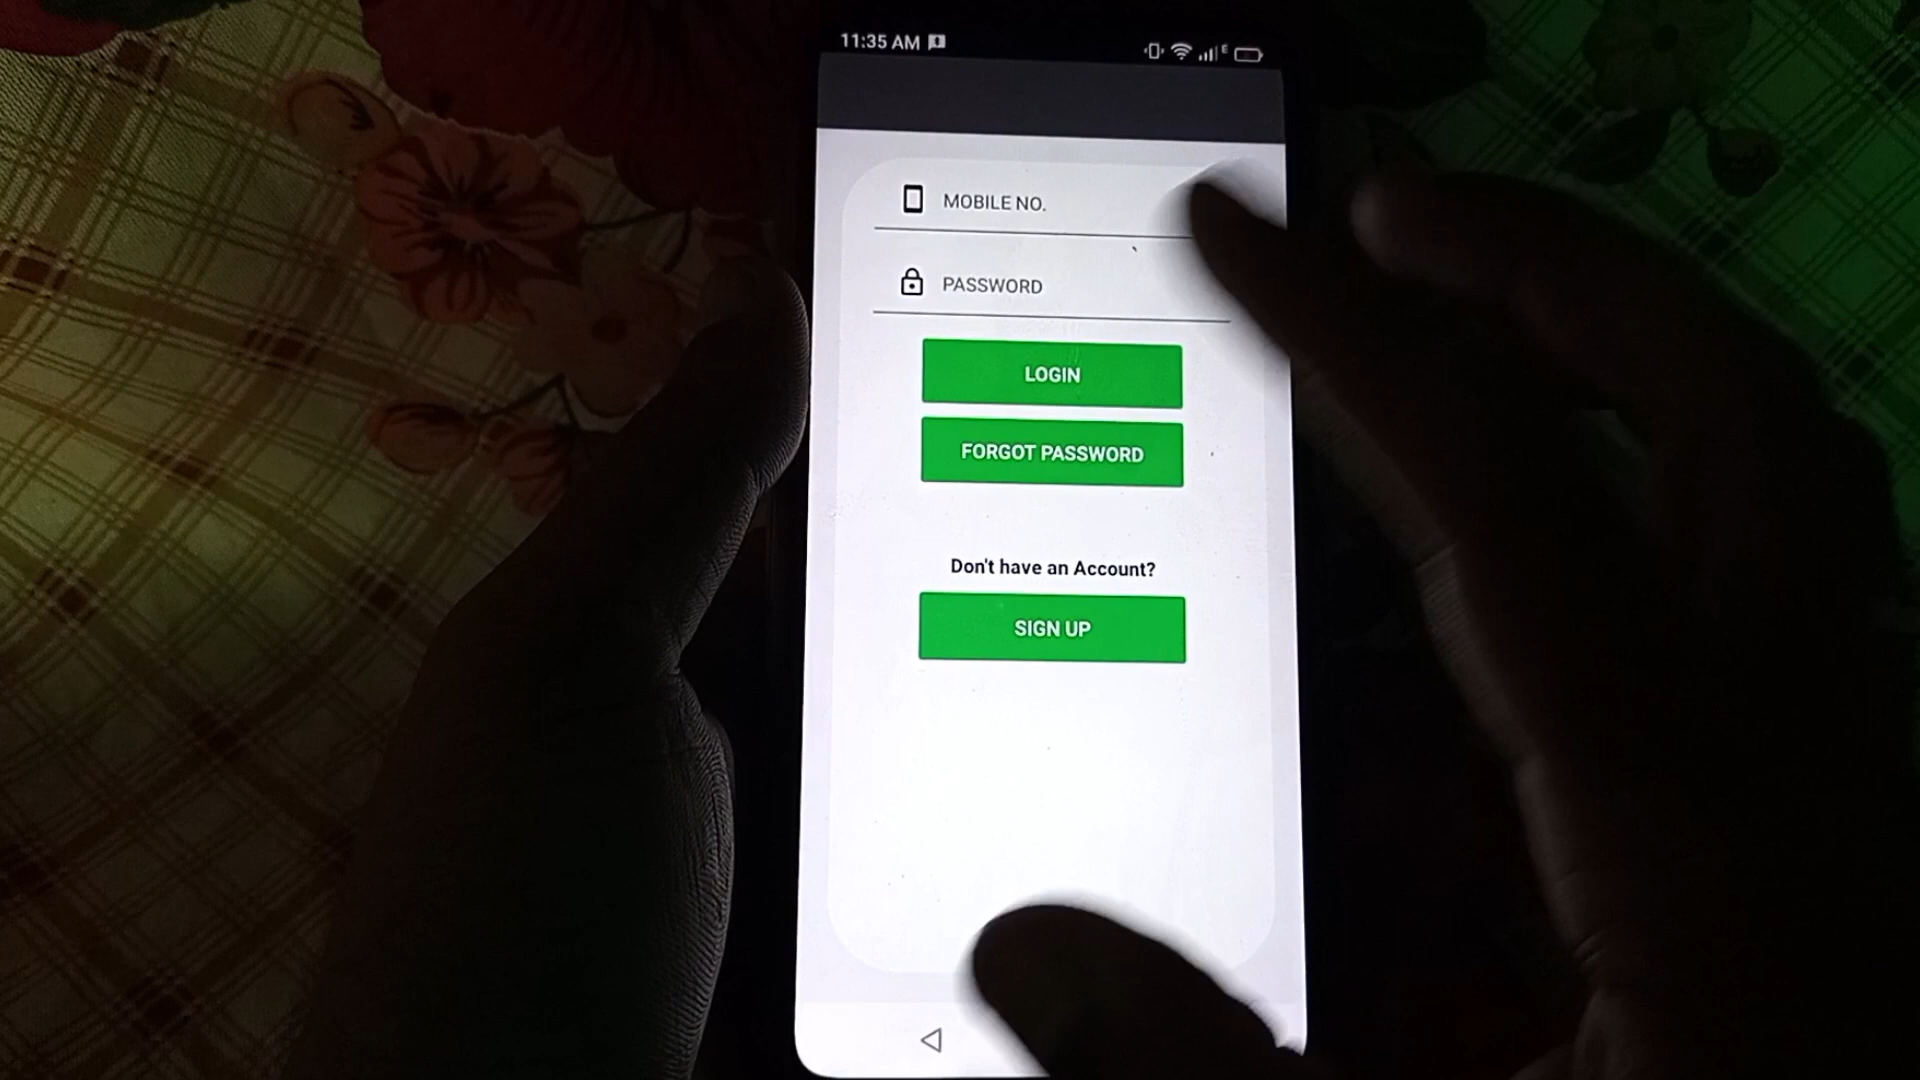 11:35 AM
E
MOBILE NO.
PASSWORD
LOGIN
FORGOT PASSWORD
Don't have an Account?
SIGN UP